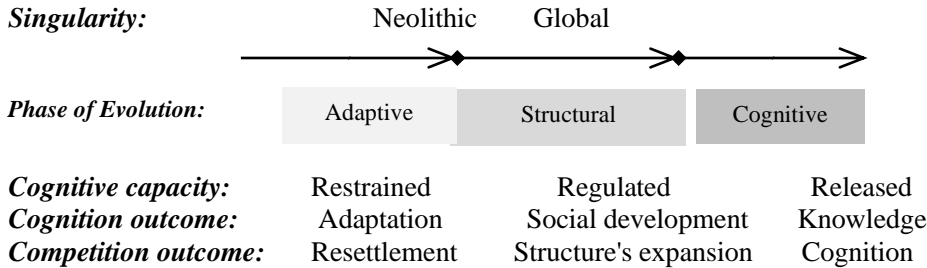 Singularity: Neolithic Global
Phase of Evolution: Adaptive Structural Cognitive
Cognitive capacity: Restrained Regulated Released
Cognition outcome: Adaptation Social development Knowledge
Competition outcome: Resettlement Structure's expansion Cognition